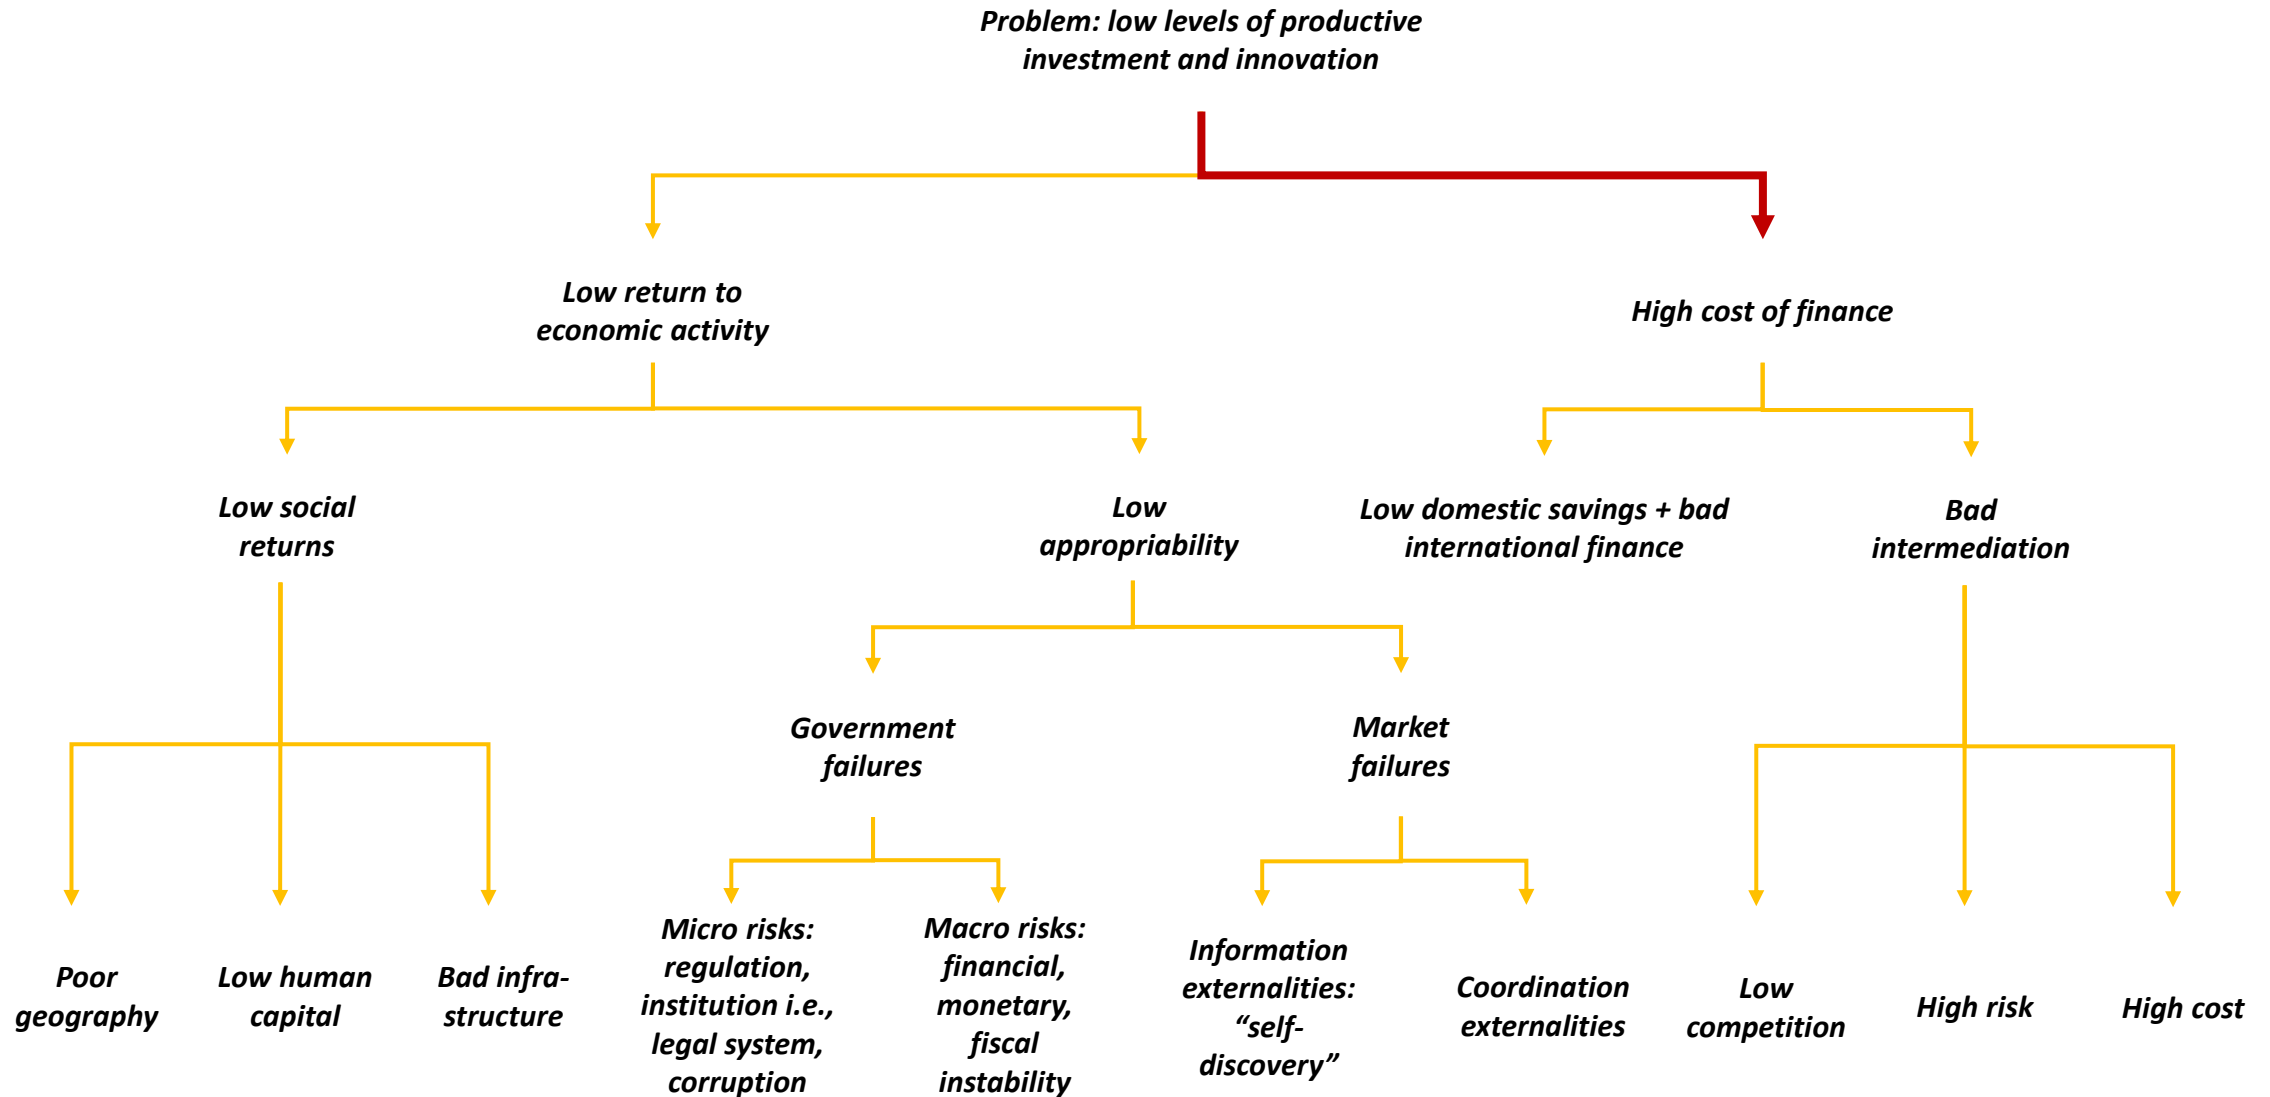 Problem: low levels of productive
investment and innovation
Low return to
economic activity
High cost of finance
Low social
returns
Low
appropriability
Low domestic savings + bad
international finance
Bad
intermediation
Government
failures
Market
failures
Poor
geography
Low human
capital
Bad infra-
structure
Micro risks:
regulation,
institution i.e.,
legal system,
corruption
Macro risks:
financial,
monetary,
fiscal
instability
Information
externalities:
“self-
discovery”
Coordination
externalities
Low
competition
High risk
High cost